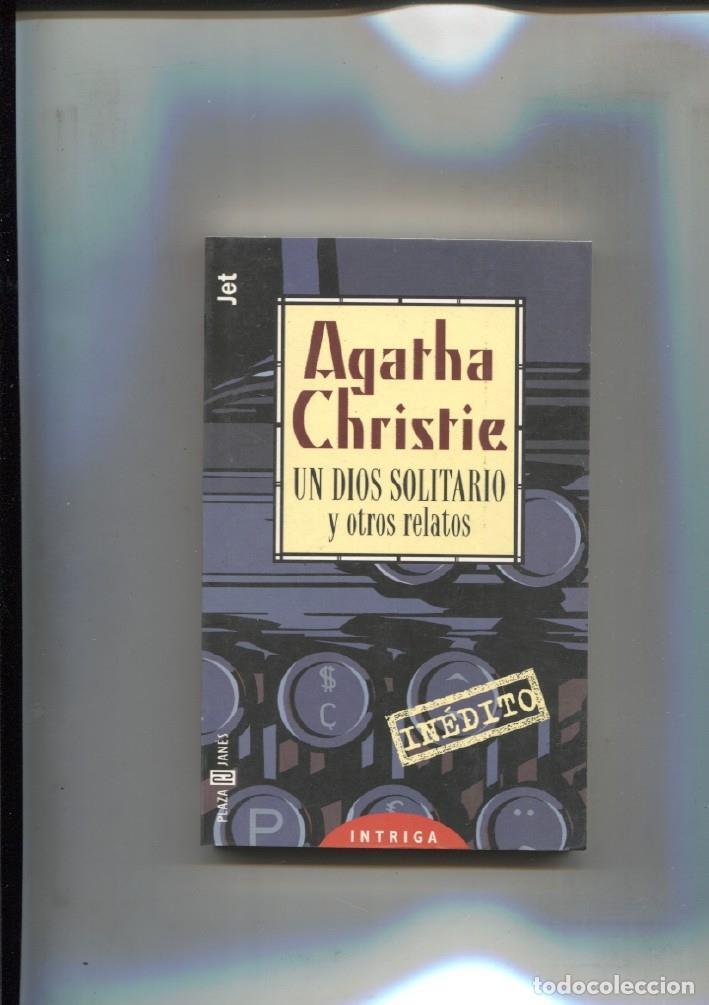 Jet
Agatha
Christie
UN DIOS SOLITARIO
y otros relatos
$
Ç
^
INÉDITO
PLAZA JANES
P
£
¨
INTRIGA
todocoleccion